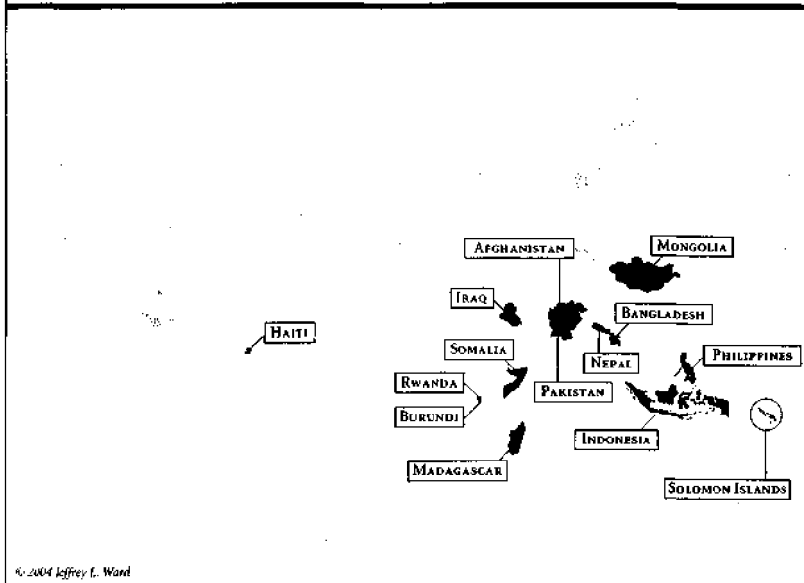 AFGHANISTAN
MONGOLIA
IRAQ
BANGLADESH
HAITI
SOMALIA
NEPAL
PHILIPPINES
RWANDA
PAKISTAN
BURUNDI
INDONESIA
MADAGASCAR
SOLOMON ISLANDS
© 2004 Jeffrey L. Ward